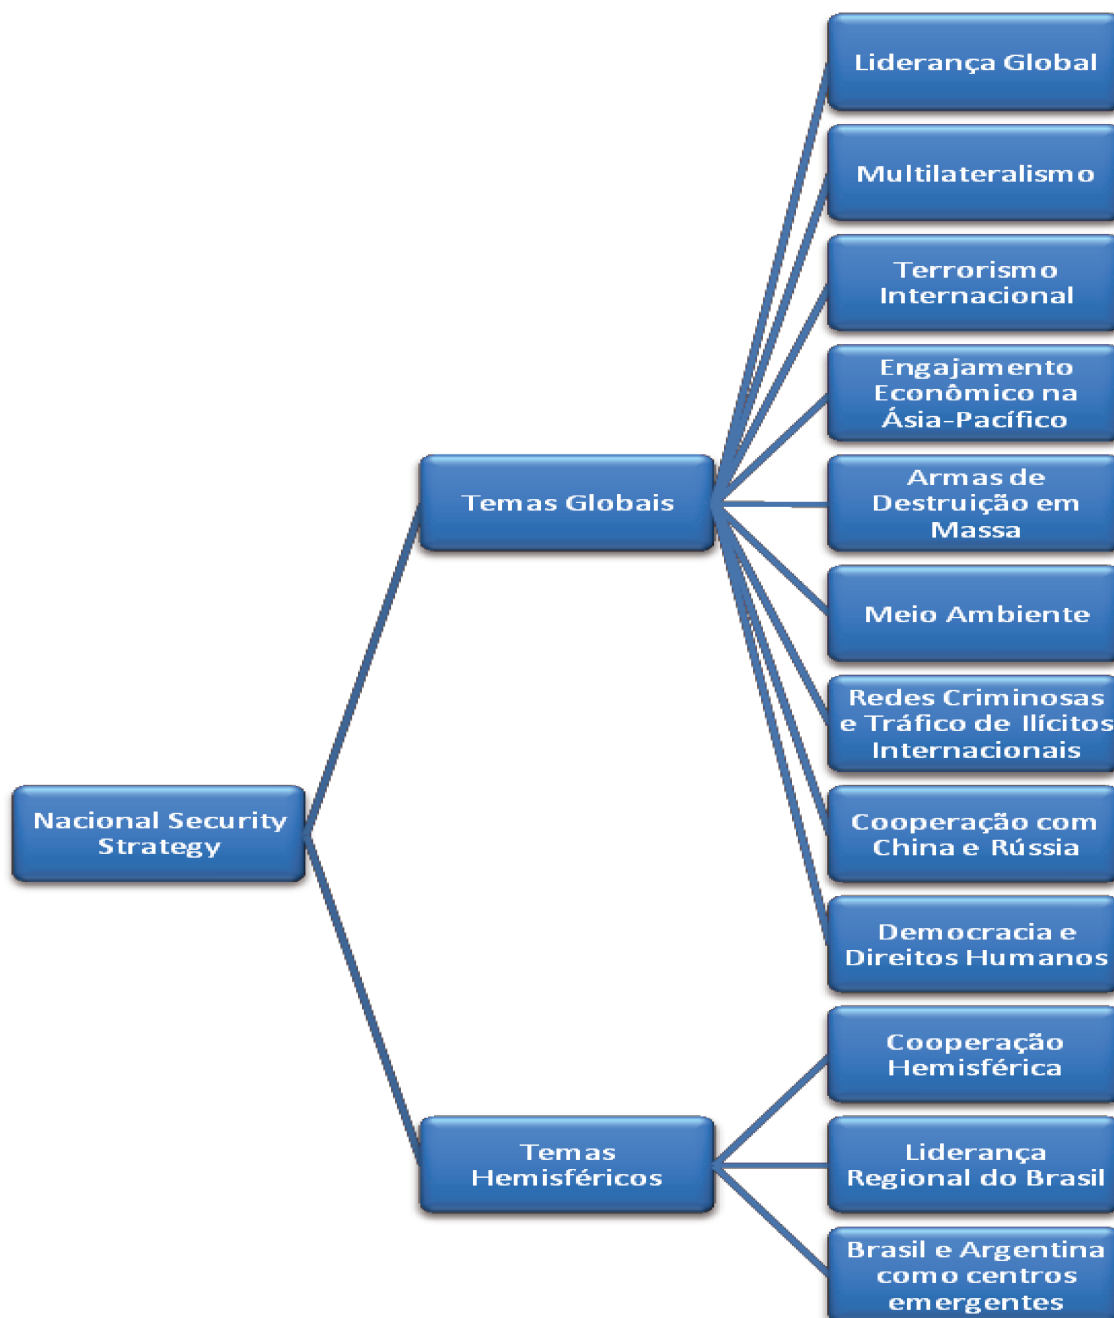 Liderança Global
Multilateralismo
Terrorismo
Internacional
Engajamento
Econômico na
Ásia-Pacífico
Temas Globais
Armas de
Destruição em
Massa
Meio Ambiente
Redes Criminosas
e Tráfico de Ilícitos
Internacionais
Nacional Security
Strategy
Cooperação com
China e Rússia
Democracia e
Direitos Humanos
Cooperação
Hemisférica
Temas
Hemisféricos
Liderança
Regional do Brasil
Brasil e Argentina
como centros
emergentes